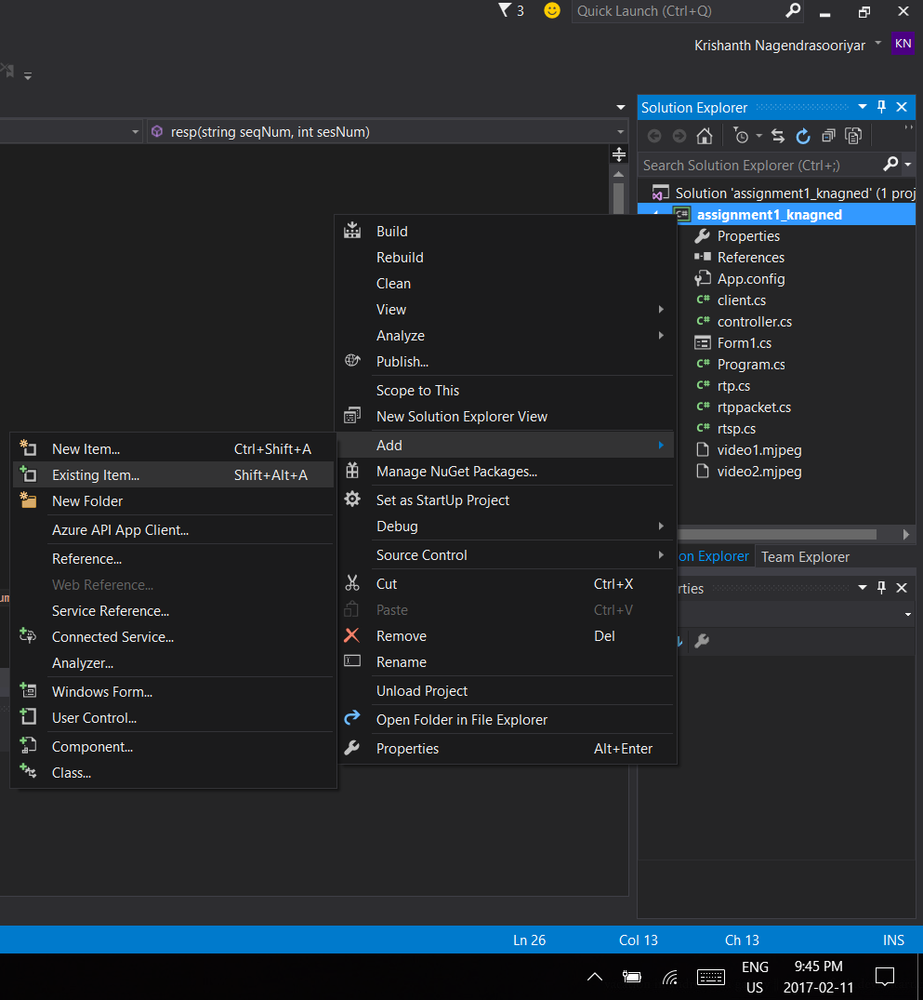 3 Quick Launch (Ctrl+Q)
Krishanth Nagendrasooriyar KN
resp(string seqNum, int sesNum)
Solution Explorer
Search Solution Explorer (Ctrl+;)
Solution 'assignment1_knagned' (1 proj
C# assignment1_knagned
Properties
References
App.config
C# client.cs
C# controller.cs
Form1.cs
C# Program.cs
C# rtp.cs
C# rtppacket.cs
C# rtsp.cs
video1.mjpeg
video2.mjpeg
on Explorer Team Explorer
rties
Build
Rebuild
Clean
View
Analyze
Publish...
Scope to This
New Solution Explorer View
Add
Manage NuGet Packages...
Set as StartUp Project
Debug
Source Control
Cut Ctrl+X
Paste Ctrl+V
Remove Del
Rename
Unload Project
Open Folder in File Explorer
Properties Alt+Enter
New Item... Ctrl+Shift+A
Existing Item... Shift+Alt+A
New Folder
Azure API App Client...
Reference...
Web Reference...
Service Reference...
Connected Service...
Analyzer...
Windows Form...
User Control...
Component...
Class...
um
Ln 26 Col 13 Ch 13 INS
ENG 9:45 PM
US 2017-02-11